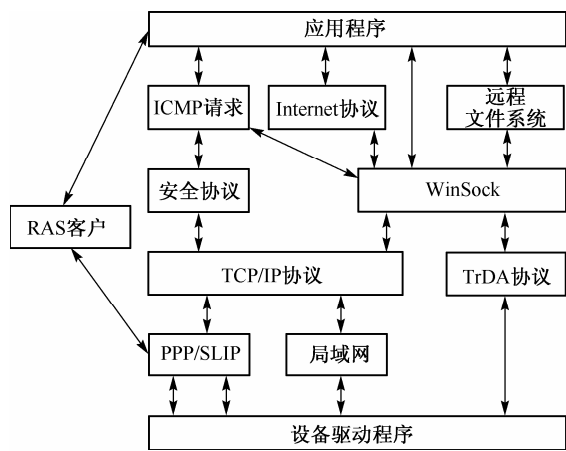 应用程序
ICMP请求
Internet协议
远程
文件系统
安全协议
WinSock
RAS客户
TCP/IP协议
TrDA协议
PPP/SLIP
局域网
设备驱动程序